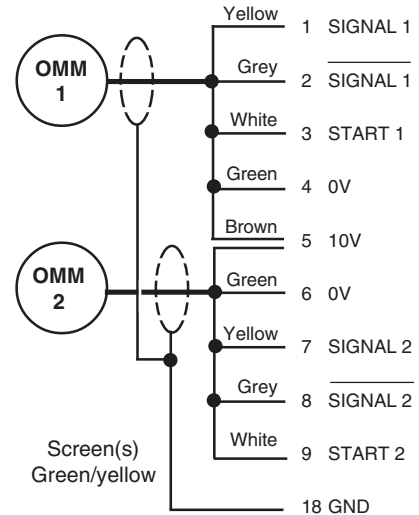 Yellow 1 SIGNAL 1
OMM
1
Grey 2 S̅I̅G̅N̅A̅L̅ ̅1̅
White 3 START 1
Green 4 0V
Brown 5 10V
OMM
2
Green 6 0V
Yellow 7 SIGNAL 2
Grey 8 S̅I̅G̅N̅A̅L̅ ̅2̅
White 9 START 2
Screen(s)
Green/yellow
18 GND